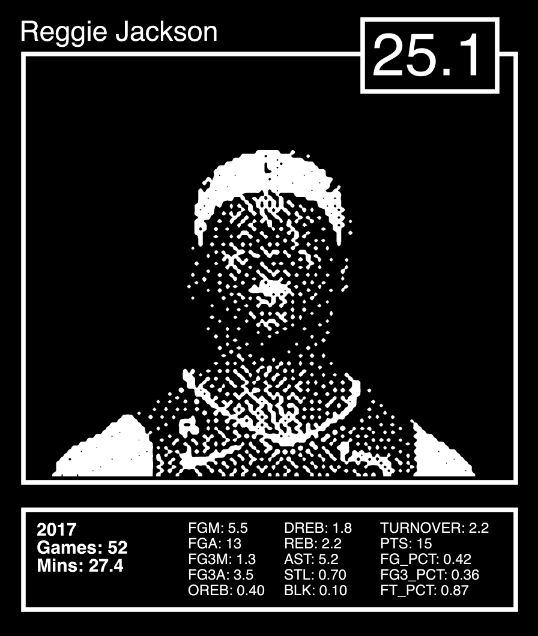 Reggie Jackson
25.1
2017
Games: 52
Mins: 27.4
FGM: 5.5
FGA: 13
FG3M: 1.3
FG3A: 3.5
OREB: 0.40
DREB: 1.8
REB: 2.2
AST: 5.2
STL: 0.70
BLK: 0.10
TURNOVER: 2.2
PTS: 15
FG_PCT: 0.42
FG3_PCT: 0.36
FT_PCT: 0.87